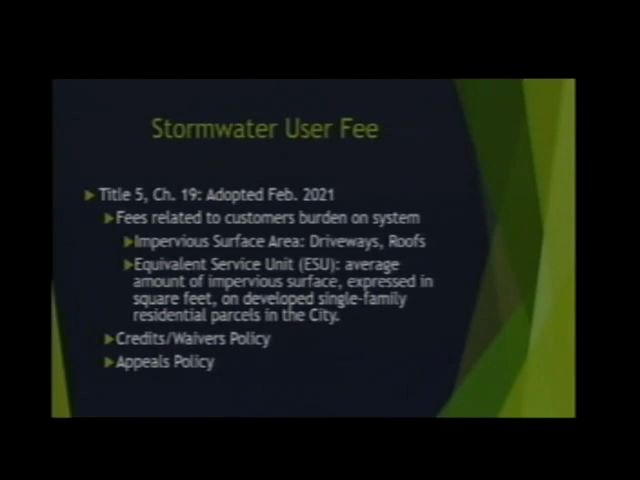 Stormwater User Fee
Title 5, Ch. 19: Adopted Feb. 2021
Fees related to customers burden on system
Impervious Surface Area: Driveways, Roofs
Equivalent Service Unit (ESU): average
amount of impervious surface, expressed in
square feet, on developed single-family
residential parcels in the City.
Credits/Waivers Policy
Appeals Policy